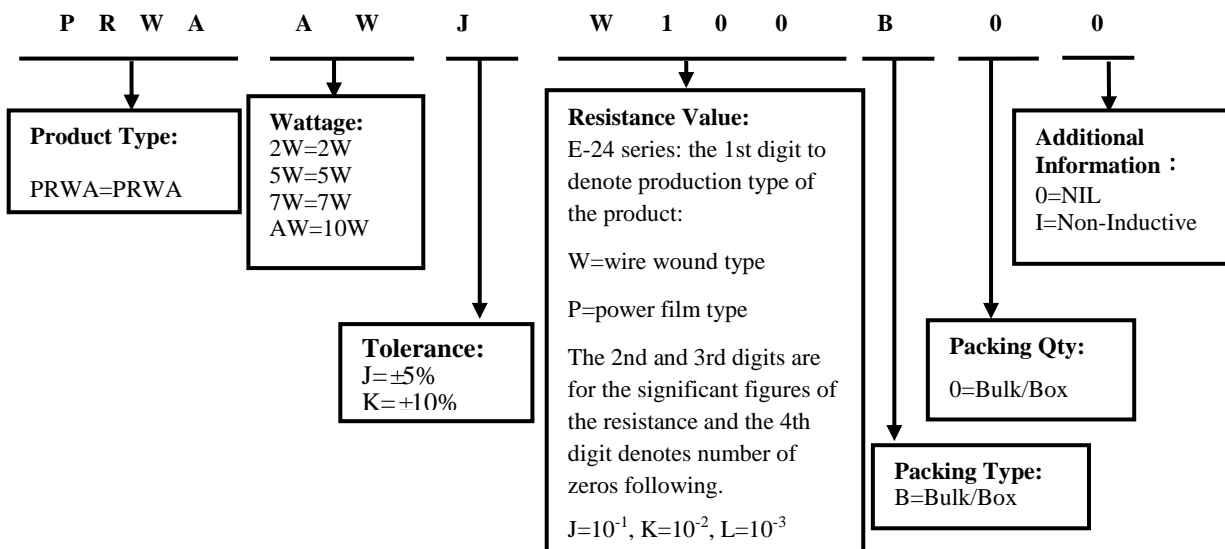 P R W A A W J W 1 0 0 B 0 0
Product Type:
PRWA=PRWA
Wattage:
2W=2W
5W=5W
7W=7W
AW=10W
Tolerance:
J=±5%
K=±10%
Resistance Value:
E-24 series: the 1st digit to
denote production type of
the product:
W=wire wound type
P=power film type
The 2nd and 3rd digits are
for the significant figures of
the resistance and the 4th
digit denotes number of
zeros following.
J=10⁻¹, K=10⁻², L=10⁻³
Packing Type:
B=Bulk/Box
Packing Qty:
0=Bulk/Box
Additional
Information：
0=NIL
I=Non-Inductive